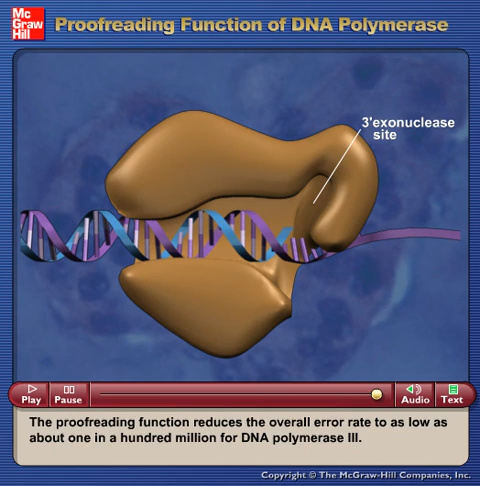 Mc
Graw
Hill
Proofreading Function of DNA Polymerase
3'exonuclease
site
Play
Pause
Audio
Text
The proofreading function reduces the overall error rate to as low as
about one in a hundred million for DNA polymerase III.
Copyright © The McGraw-Hill Companies, Inc.